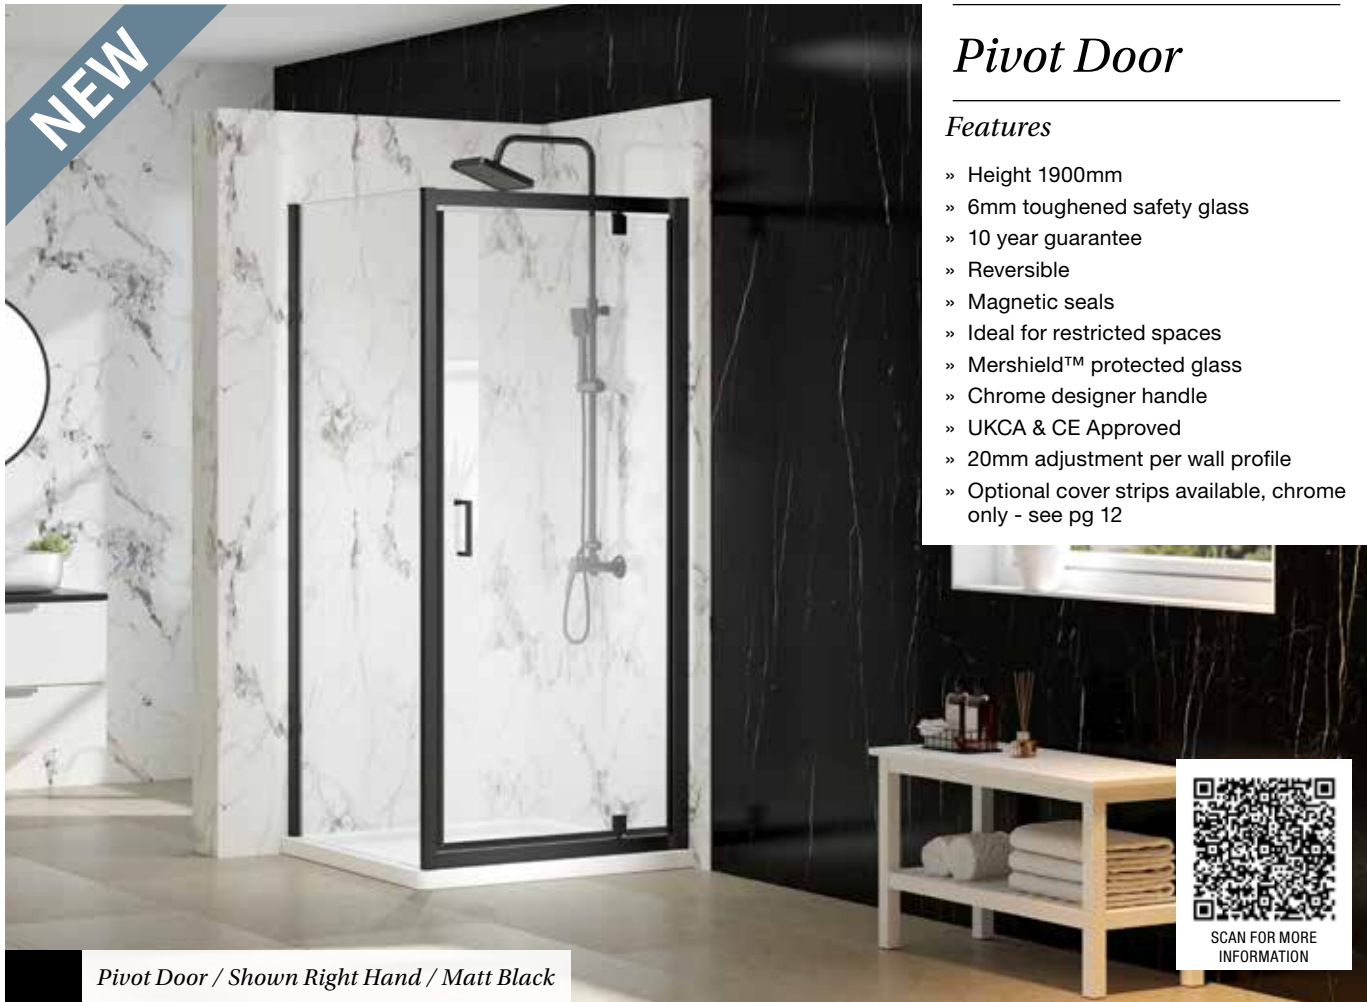 NEW
Pivot Door
Features
» Height 1900mm
» 6mm toughened safety glass
» 10 year guarantee
» Reversible
» Magnetic seals
» Ideal for restricted spaces
» Mershield™ protected glass
» Chrome designer handle
» UKCA & CE Approved
» 20mm adjustment per wall profile
» Optional cover strips available, chrome
only - see pg 12
SCAN FOR MORE
INFORMATION
Pivot Door / Shown Right Hand / Matt Black